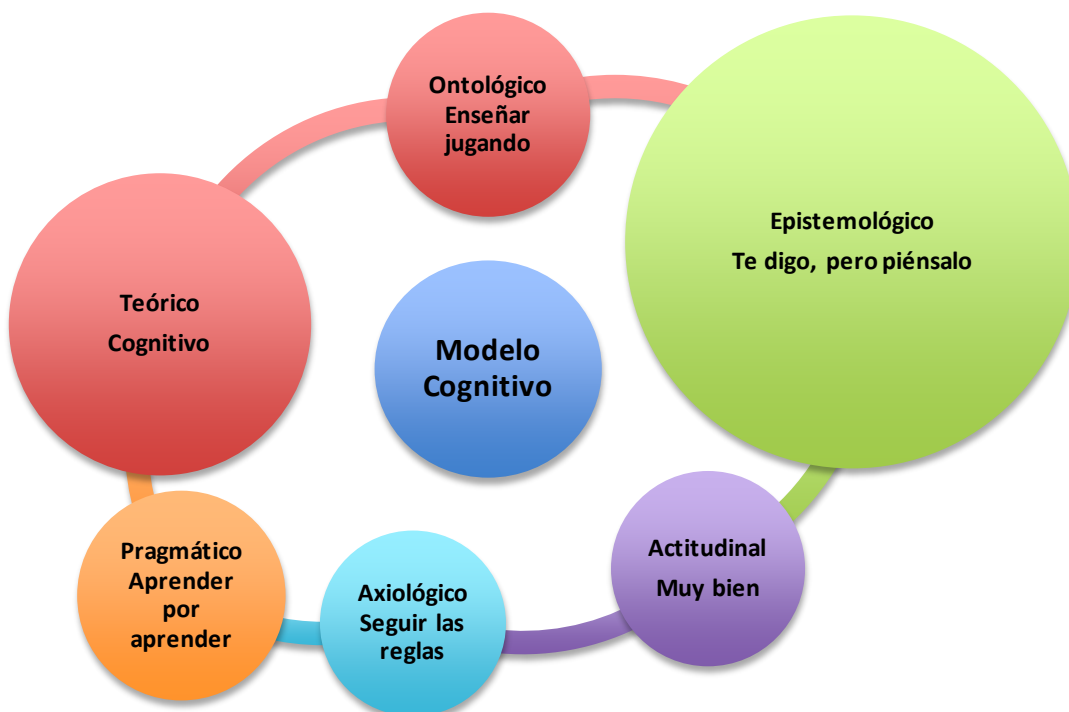 Ontológico
Enseñar
jugando
Epistemológico
Te digo, pero piénsalo
Teórico
Cognitivo
Modelo
Cognitivo
Actitudinal
Muy bien
Pragmático
Aprender
por
aprender
Axiológico
Seguir las
reglas